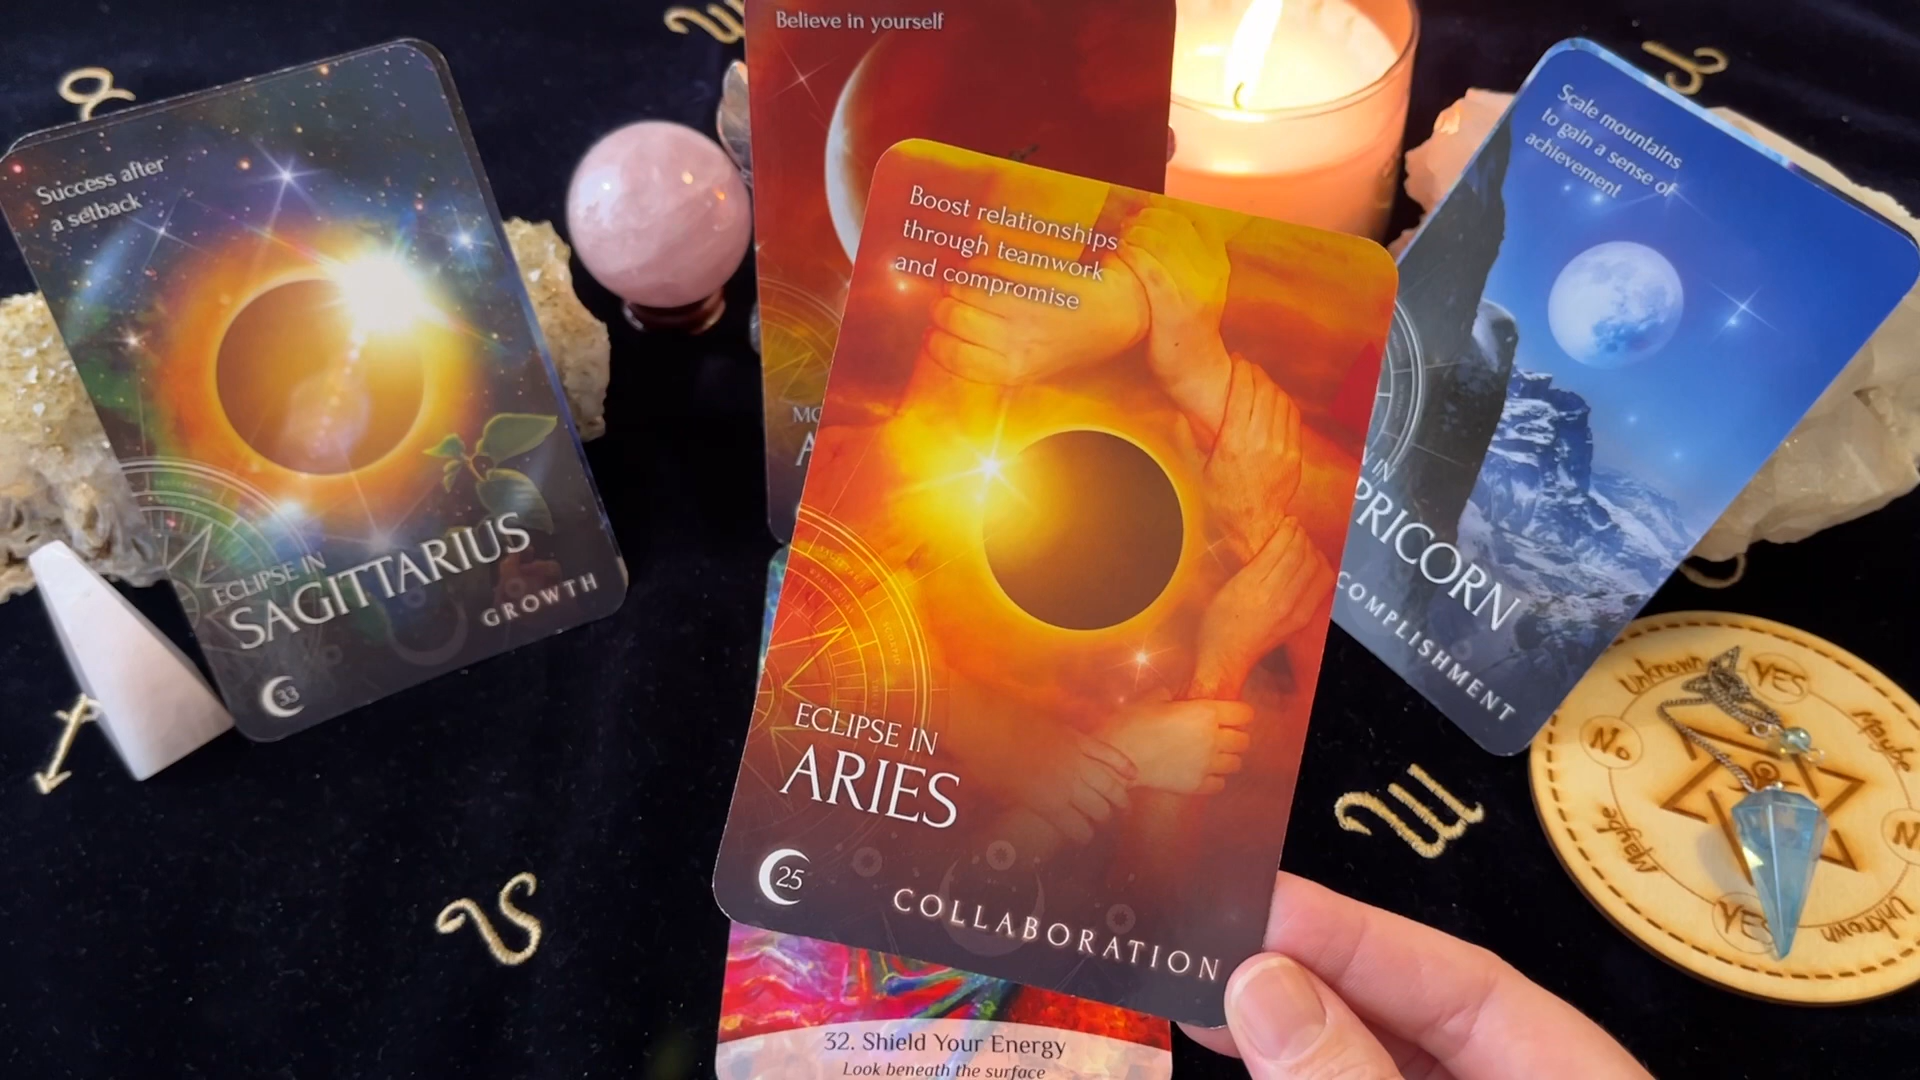 Success after
a setback
ECLIPSE IN
SAGITTARIUS
GROWTH
33
Believe in yourself
Boost relationships
through teamwork
and compromise
ECLIPSE IN
ARIES
25
COLLABORATION
32. Shield Your Energy
Look beneath the surface
Scale mountains
to gain a sense of
achievement
IN
PRICORN
COMPLISHMENT
Unknown
YES
Maybe
No
N
Maybe
YES
Unknown